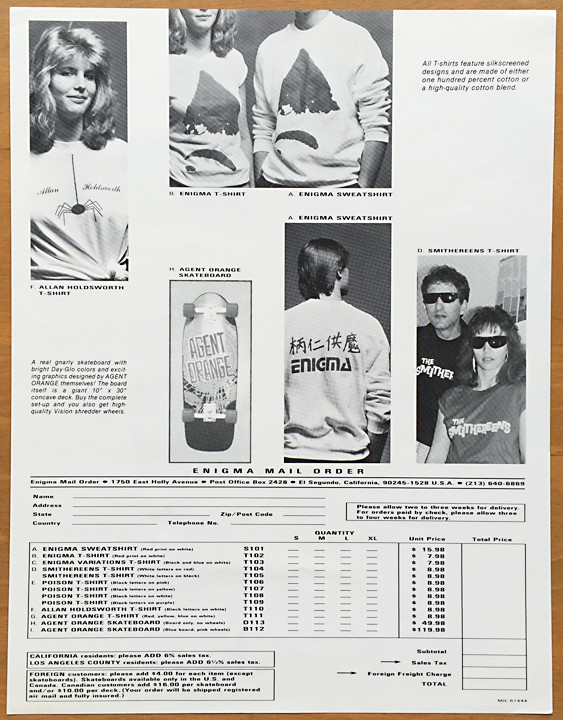 All T-shirts feature silkscreened
designs and are made of either
one hundred percent cotton or
a high-quality cotton blend.
Allan Holdsworth
B. ENIGMA T-SHIRT
A. ENIGMA SWEATSHIRT
A. ENIGMA SWEATSHIRT
D. SMITHEREENS T-SHIRT
F. ALLAN HOLDSWORTH
T-SHIRT
H. AGENT ORANGE
SKATEBOARD
AGENT
ORANGE
仁供魔
ENIGMA
THE
SMITHER
THE
SMITHEREENS
A real gnarly skateboard with
bright Day-Glo colors and excit-
ing graphics designed by AGENT
ORANGE themselves! The board
itself is a giant 10" x 30"
concave deck. Buy the complete
set-up and you also get high-
quality Vision shredder wheels.
ENIGMA MAIL ORDER
Enigma Mail Order • 1750 East Holly Avenue • Post Office Box 2428 • El Segundo, California, 90245-1528 U.S.A. • (213) 640-6869
Name
Address
State Zip/Post Code
Country Telephone No.
Please allow two to three weeks for delivery.
For orders paid by check, please allow three
to four weeks for delivery.
QUANTITY
S M L XL Unit Price Total Price
A. ENIGMA SWEATSHIRT (Red print on white) S101 $ 15.98
B. ENIGMA T-SHIRT (Red print on white) T102 $ 7.98
C. ENIGMA VARIATIONS T-SHIRT (Black and blue on white) T103 $ 7.98
D. SMITHEREENS T-SHIRT (White letters on red) T104 $ 8.98
SMITHEREENS T-SHIRT (White letters on black) T105 $ 8.98
E. POISON T-SHIRT (Black letters on pink) T106 $ 8.98
POISON T-SHIRT (Black letters on yellow) T107 $ 8.98
POISON T-SHIRT (Black letters on white) T108 $ 8.98
POISON T-SHIRT (Black letters on purple) T109 $ 8.98
F. ALLAN HOLDSWORTH T-SHIRT (Black letters on white) T110 $ 8.98
G. AGENT ORANGE T-SHIRT (Red, yellow, blue on white) T111 $ 8.98
H. AGENT ORANGE SKATEBOARD (Board only, no wheels) D113 $ 49.98
I. AGENT ORANGE SKATEBOARD (Blue board, pink wheels) B112 $119.98
CALIFORNIA residents: please ADD 6% sales tax.
LOS ANGELES COUNTY residents: please ADD 6½% sales tax.
FOREIGN customers: please add $4.00 for each item (except
skateboards). Skateboards available only in the U.S. and
Canada. Canadian customers add $16.00 per skateboard
and/or $10.00 per deck. (Your order will be shipped registered
air mail and fully insured.)
Subtotal
Sales Tax
Foreign Freight Charge
TOTAL